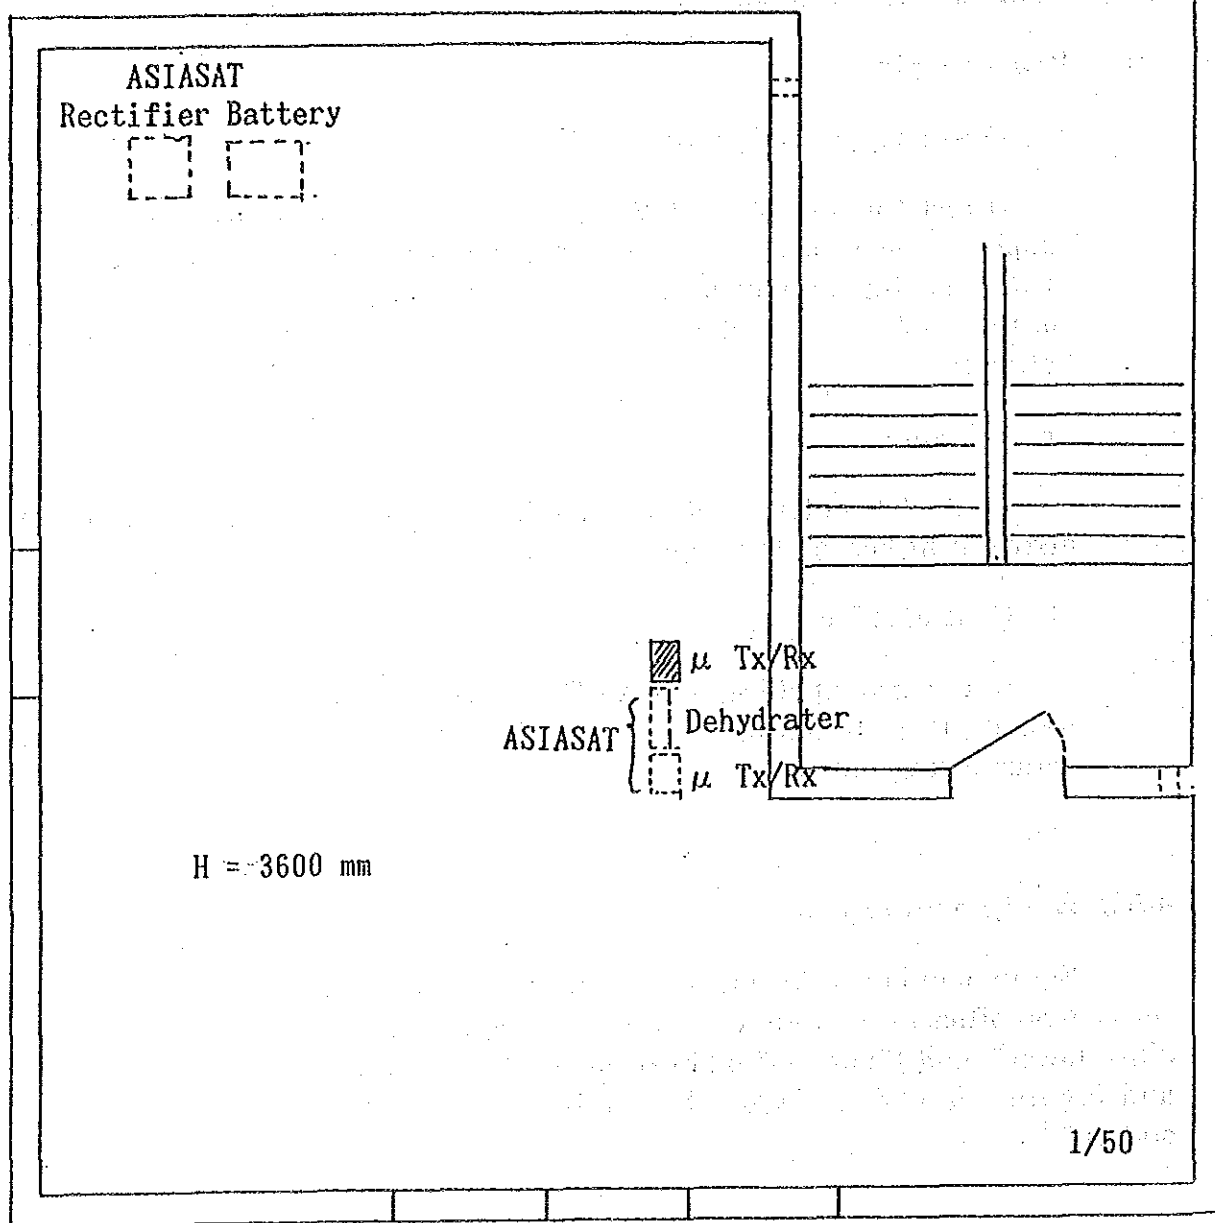 ASIASAT
Rectifier Battery
μ Tx/Rx
Dehydrater
ASIASAT
μ Tx/Rx
H = 3600 mm
1/50